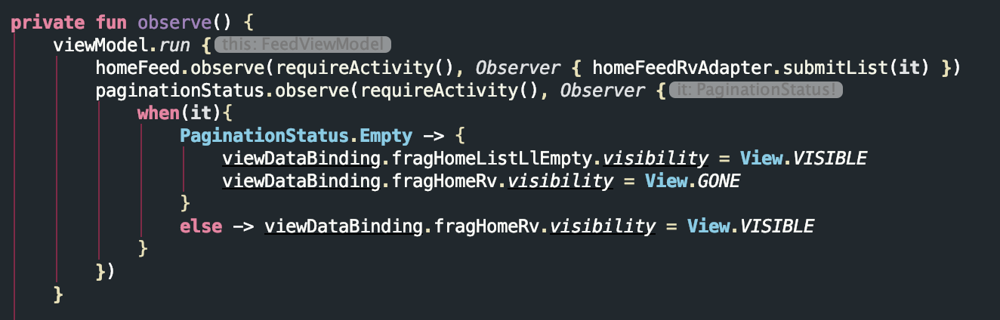 private fun observe() {
viewModel.run { this: FeedViewModel
homeFeed.observe(requireActivity(), Observer { homeFeedRvAdapter.submitList(it) })
paginationStatus.observe(requireActivity(), Observer { it: PaginationStatus!
when(it){
PaginationStatus.Empty -> {
viewDataBinding.fragHomeListLlEmpty.visibility = View.VISIBLE
viewDataBinding.fragHomeRv.visibility = View.GONE
}
else -> viewDataBinding.fragHomeRv.visibility = View.VISIBLE
}
})
}